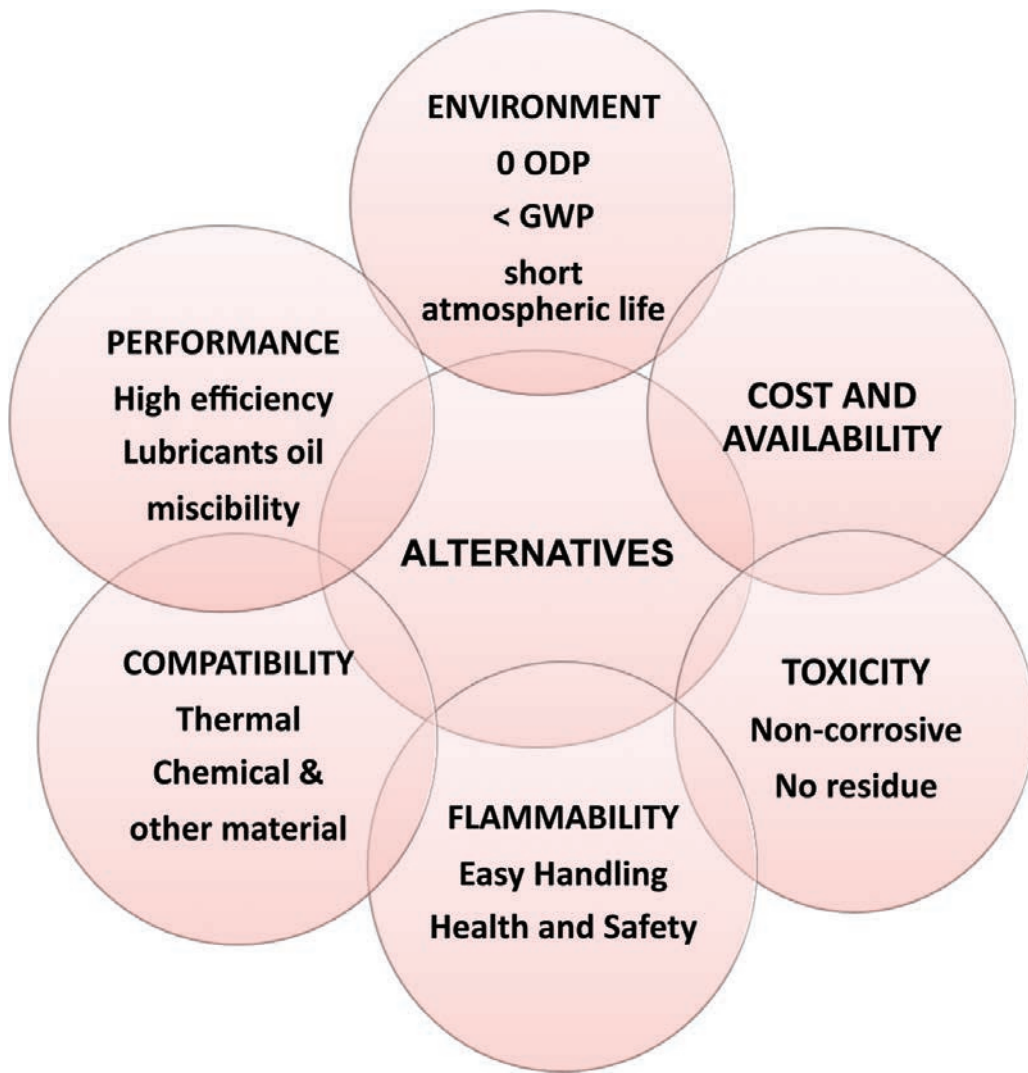 ENVIRONMENT
0 ODP
< GWP
short
atmospheric life
PERFORMANCE
High efficiency
Lubricants oil
miscibility
COST AND
AVAILABILITY
ALTERNATIVES
COMPATIBILITY
Thermal
Chemical &
other material
TOXICITY
Non-corrosive
No residue
FLAMMABILITY
Easy Handling
Health and Safety